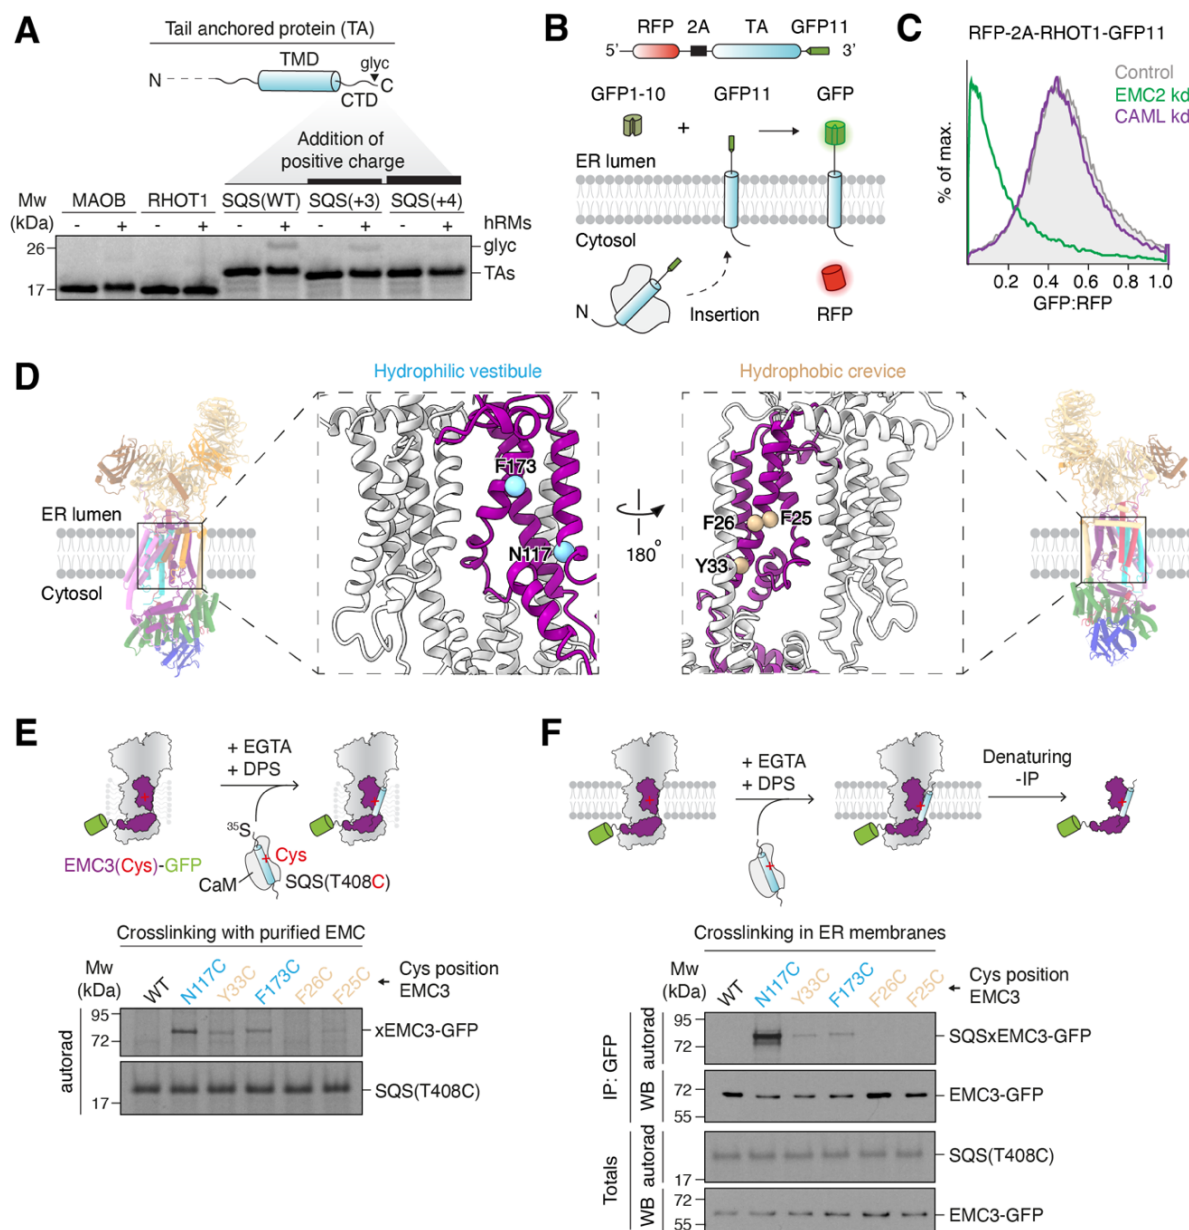 A
Tail anchored protein (TA)
TMD
glyc
N
C
CTD
Addition of
positive charge
Mw
(kDa)
MAOB RHOT1 SQS(WT) SQS(+3) SQS(+4)
- + - + - + - + - + hRMs
26
glyc
TAs
17
B
RFP 2A TA GFP11
5' 3'
GFP1-10 GFP11 GFP
+
ER lumen
Cytosol
N
Insertion
RFP
C
RFP-2A-RHOT1-GFP11
Control
EMC2 kd
CAML kd
% of max.
0.2 0.4 0.6 0.8 1.0
GFP:RFP
D
Hydrophilic vestibule
Hydrophobic crevice
ER lumen
Cytosol
F173
N117
180°
F26
F25
Y33
ER lumen
Cytosol
E
+ EGTA
+ DPS
35S
Cys
EMC3(Cys)-GFP
CaM
SQS(T408C)
Crosslinking with purified EMC
Mw
(kDa)
WT N117C Y33C F173C F26C F25C
Cys position
EMC3
autorad
95
72
xEMC3-GFP
SQS(T408C)
17
F
+ EGTA
+ DPS
Denaturing
-IP
Crosslinking in ER membranes
Mw
(kDa)
WT N117C Y33C F173C F26C F25C
Cys position
EMC3
IP: GFP
autorad
95
72
SQSxEMC3-GFP
WB
72
55
EMC3-GFP
Totals
autorad
17
SQS(T408C)
WB
72
55
EMC3-GFP